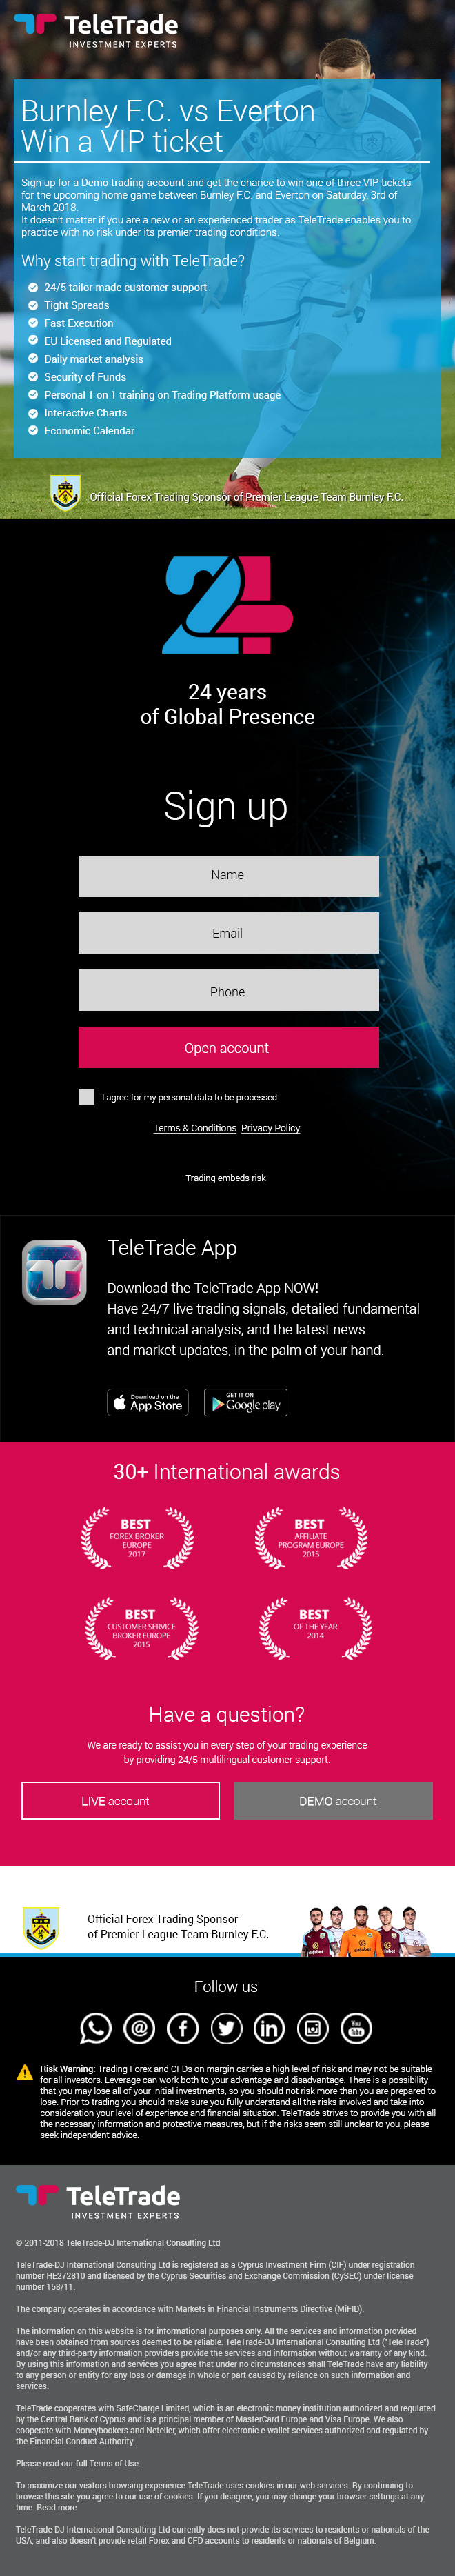 TeleTrade
INVESTMENT EXPERTS
Burnley F.C. vs Everton
Win a VIP ticket
Sign up for a Demo trading account and get the chance to win one of three VIP tickets
for the upcoming home game between Burnley F.C. and Everton on Saturday, 3rd of
March 2018.
It doesn't matter if you are a new or an experienced trader as TeleTrade enables you to
practice with no risk under its premier trading conditions.
Why start trading with TeleTrade?
24/5 tailor-made customer support
Tight Spreads
Fast Execution
EU Licensed and Regulated
Daily market analysis
Security of Funds
Personal 1 on 1 training on Trading Platform usage
Interactive Charts
Economic Calendar
Official Forex Trading Sponsor of Premier League Team Burnley F.C.
24
24 years
of Global Presence
Sign up
Name
Email
Phone
Open account
I agree for my personal data to be processed
Terms & Conditions Privacy Policy
Trading embeds risk
TeleTrade App
Download the TeleTrade App NOW!
Have 24/7 live trading signals, detailed fundamental
and technical analysis, and the latest news
and market updates, in the palm of your hand.
Download on the
App Store
GET IT ON
Google play
30+ International awards
BEST
FOREX BROKER
EUROPE
2017
BEST
AFFILIATE
PROGRAM EUROPE
2015
BEST
CUSTOMER SERVICE
BROKER EUROPE
2015
BEST
OF THE YEAR
2014
Have a question?
We are ready to assist you in every step of your trading experience
by providing 24/5 multilingual customer support.
LIVE account
DEMO account
Official Forex Trading Sponsor
of Premier League Team Burnley F.C.
Follow us
You
Tube
Risk Warning: Trading Forex and CFDs on margin carries a high level of risk and may not be suitable
for all investors. Leverage can work both to your advantage and disadvantage. There is a possibility
that you may lose all of your initial investments, so you should not risk more than you are prepared to
lose. Prior to trading you should make sure you fully understand all the risks involved and take into
consideration your level of experience and financial situation. TeleTrade strives to provide you with all
the necessary information and protective measures, but if the risks seem still unclear to you, please
seek independent advice.
TeleTrade
INVESTMENT EXPERTS
© 2011-2018 TeleTrade-DJ International Consulting Ltd
TeleTrade-DJ International Consulting Ltd is registered as a Cyprus Investment Firm (CIF) under registration
number HE272810 and licensed by the Cyprus Securities and Exchange Commission (CySEC) under license
number 158/11.
The company operates in accordance with Markets in Financial Instruments Directive (MiFID).
The information on this website is for informational purposes only. All the services and information provided
have been obtained from sources deemed to be reliable. TeleTrade-DJ International Consulting Ltd ("TeleTrade")
and/or any third-party information providers provide the services and information without warranty of any kind.
By using this information and services you agree that under no circumstances shall TeleTrade have any liability
to any person or entity for any loss or damage in whole or part caused by reliance on such information and
services.
TeleTrade cooperates with SafeCharge Limited, which is an electronic money institution authorized and regulated
by the Central Bank of Cyprus and is a principal member of MasterCard Europe and Visa Europe. We also
cooperate with Moneybookers and Neteller, which offer electronic e-wallet services authorized and regulated by
the Financial Conduct Authority.
Please read our full Terms of Use.
To maximize our visitors browsing experience TeleTrade uses cookies in our web services. By continuing to
browse this site you agree to our use of cookies. If you disagree, you may change your browser settings at any
time. Read more
TeleTrade-DJ International Consulting Ltd currently does not provide its services to residents or nationals of the
USA, and also doesn't provide retail Forex and CFD accounts to residents or nationals of Belgium.